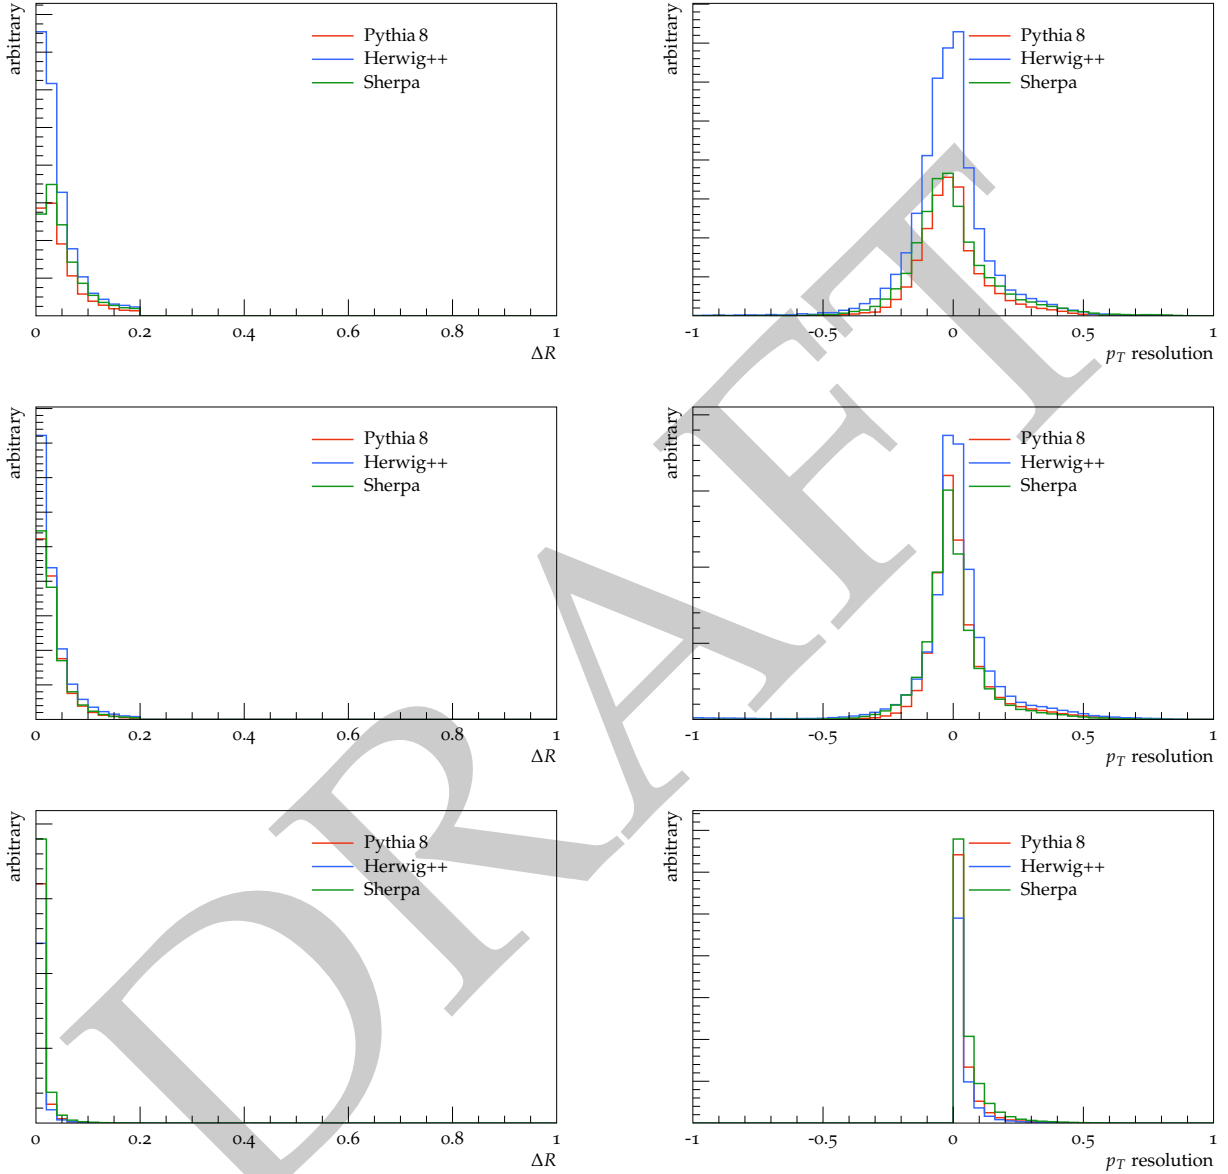 arbitrary
Pythia 8
Herwig++
Sherpa
0 0.2 0.4 0.6 0.8 1
ΔR
arbitrary
Pythia 8
Herwig++
Sherpa
-1 -0.5 0 0.5 1
pT resolution
arbitrary
Pythia 8
Herwig++
Sherpa
0 0.2 0.4 0.6 0.8 1
ΔR
arbitrary
Pythia 8
Herwig++
Sherpa
-1 -0.5 0 0.5 1
pT resolution
arbitrary
Pythia 8
Herwig++
Sherpa
0 0.2 0.4 0.6 0.8 1
ΔR
arbitrary
Pythia 8
Herwig++
Sherpa
-1 -0.5 0 0.5 1
pT resolution
DRAFT